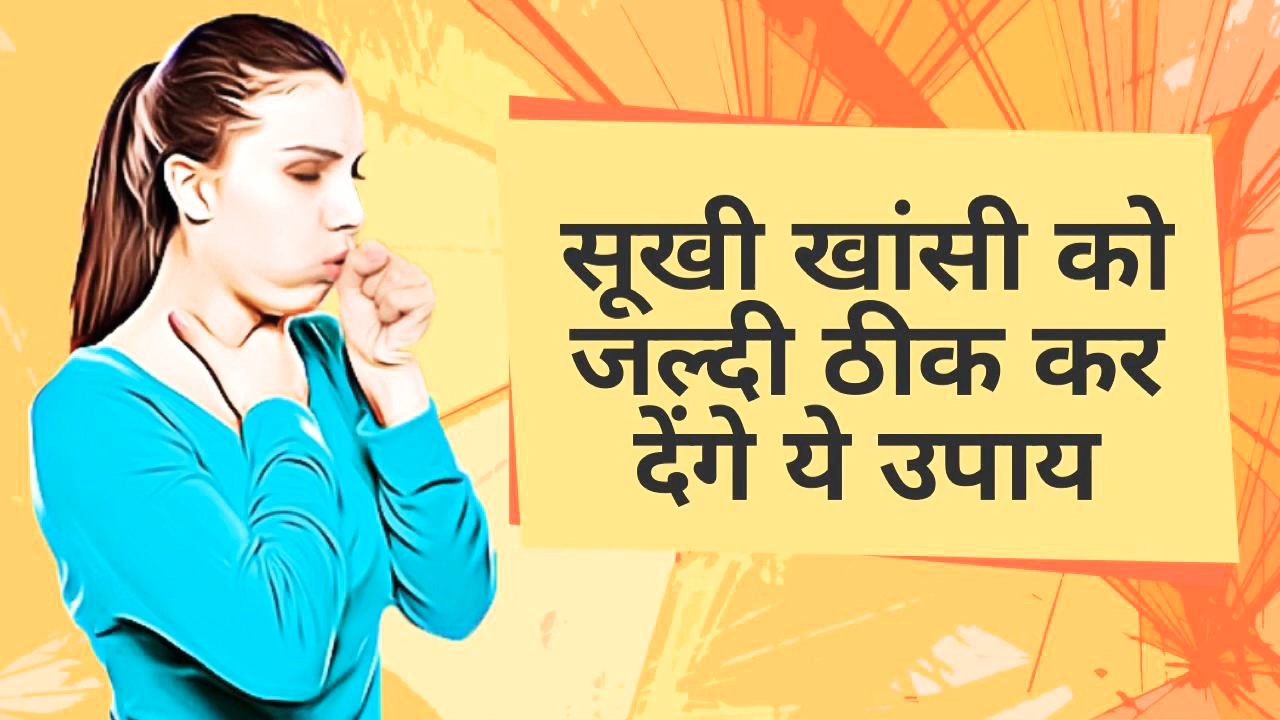 सूखी खांसी को
जल्दी ठीक कर
देंगे ये उपाय